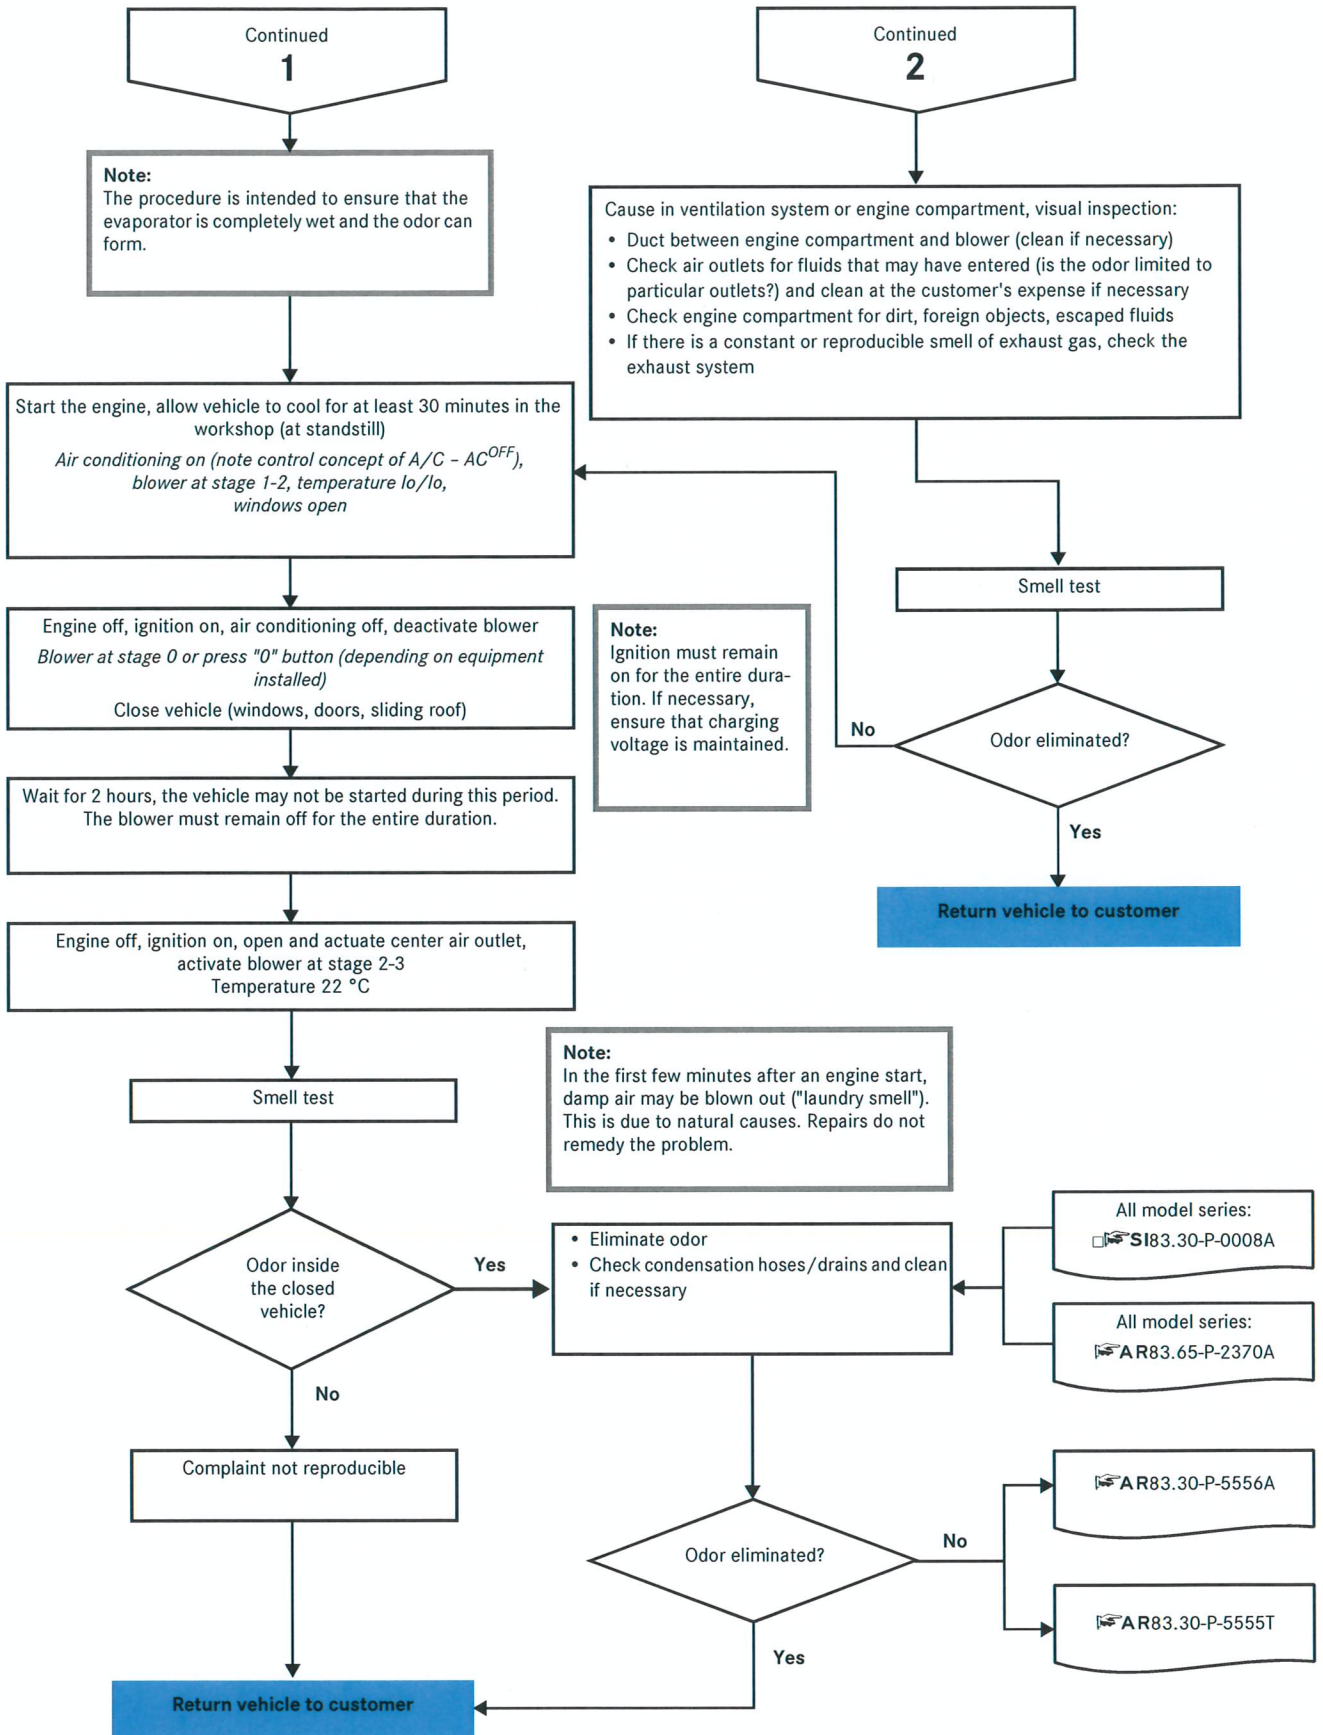 Continued
1
Note:
The procedure is intended to ensure that the
evaporator is completely wet and the odor can
form.
Start the engine, allow vehicle to cool for at least 30 minutes in the
workshop (at standstill)
Air conditioning on (note control concept of A/C – AC^OFF),
blower at stage 1-2, temperature lo/lo,
windows open
Engine off, ignition on, air conditioning off, deactivate blower
Blower at stage 0 or press "0" button (depending on equipment
installed)
Close vehicle (windows, doors, sliding roof)
Note:
Ignition must remain
on for the entire dura-
tion. If necessary,
ensure that charging
voltage is maintained.
Wait for 2 hours, the vehicle may not be started during this period.
The blower must remain off for the entire duration.
Engine off, ignition on, open and actuate center air outlet,
activate blower at stage 2-3
Temperature 22 °C
Smell test
Note:
In the first few minutes after an engine start,
damp air may be blown out ("laundry smell").
This is due to natural causes. Repairs do not
remedy the problem.
Odor inside
the closed
vehicle?
Yes
• Eliminate odor
• Check condensation hoses/drains and clean
if necessary
All model series:
SI83.30-P-0008A
All model series:
AR83.65-P-2370A
No
Complaint not reproducible
Odor eliminated?
No
AR83.30-P-5556A
AR83.30-P-5555T
Yes
Return vehicle to customer
Continued
2
Cause in ventilation system or engine compartment, visual inspection:
• Duct between engine compartment and blower (clean if necessary)
• Check air outlets for fluids that may have entered (is the odor limited to
particular outlets?) and clean at the customer's expense if necessary
• Check engine compartment for dirt, foreign objects, escaped fluids
• If there is a constant or reproducible smell of exhaust gas, check the
exhaust system
Smell test
Odor eliminated?
No
Yes
Return vehicle to customer